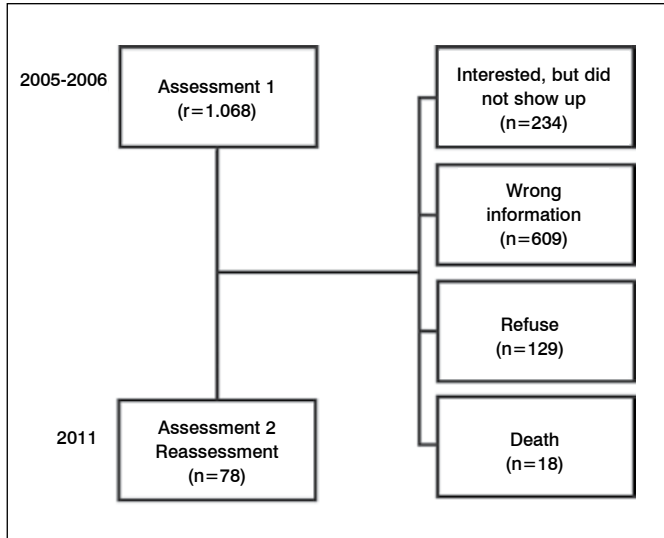 2005-2006
Assessment 1
(r=1.068)
Interested, but did
not show up
(n=234)
Wrong
information
(n=609)
Refuse
(n=129)
2011
Assessment 2
Reassessment
(n=78)
Death
(n=18)